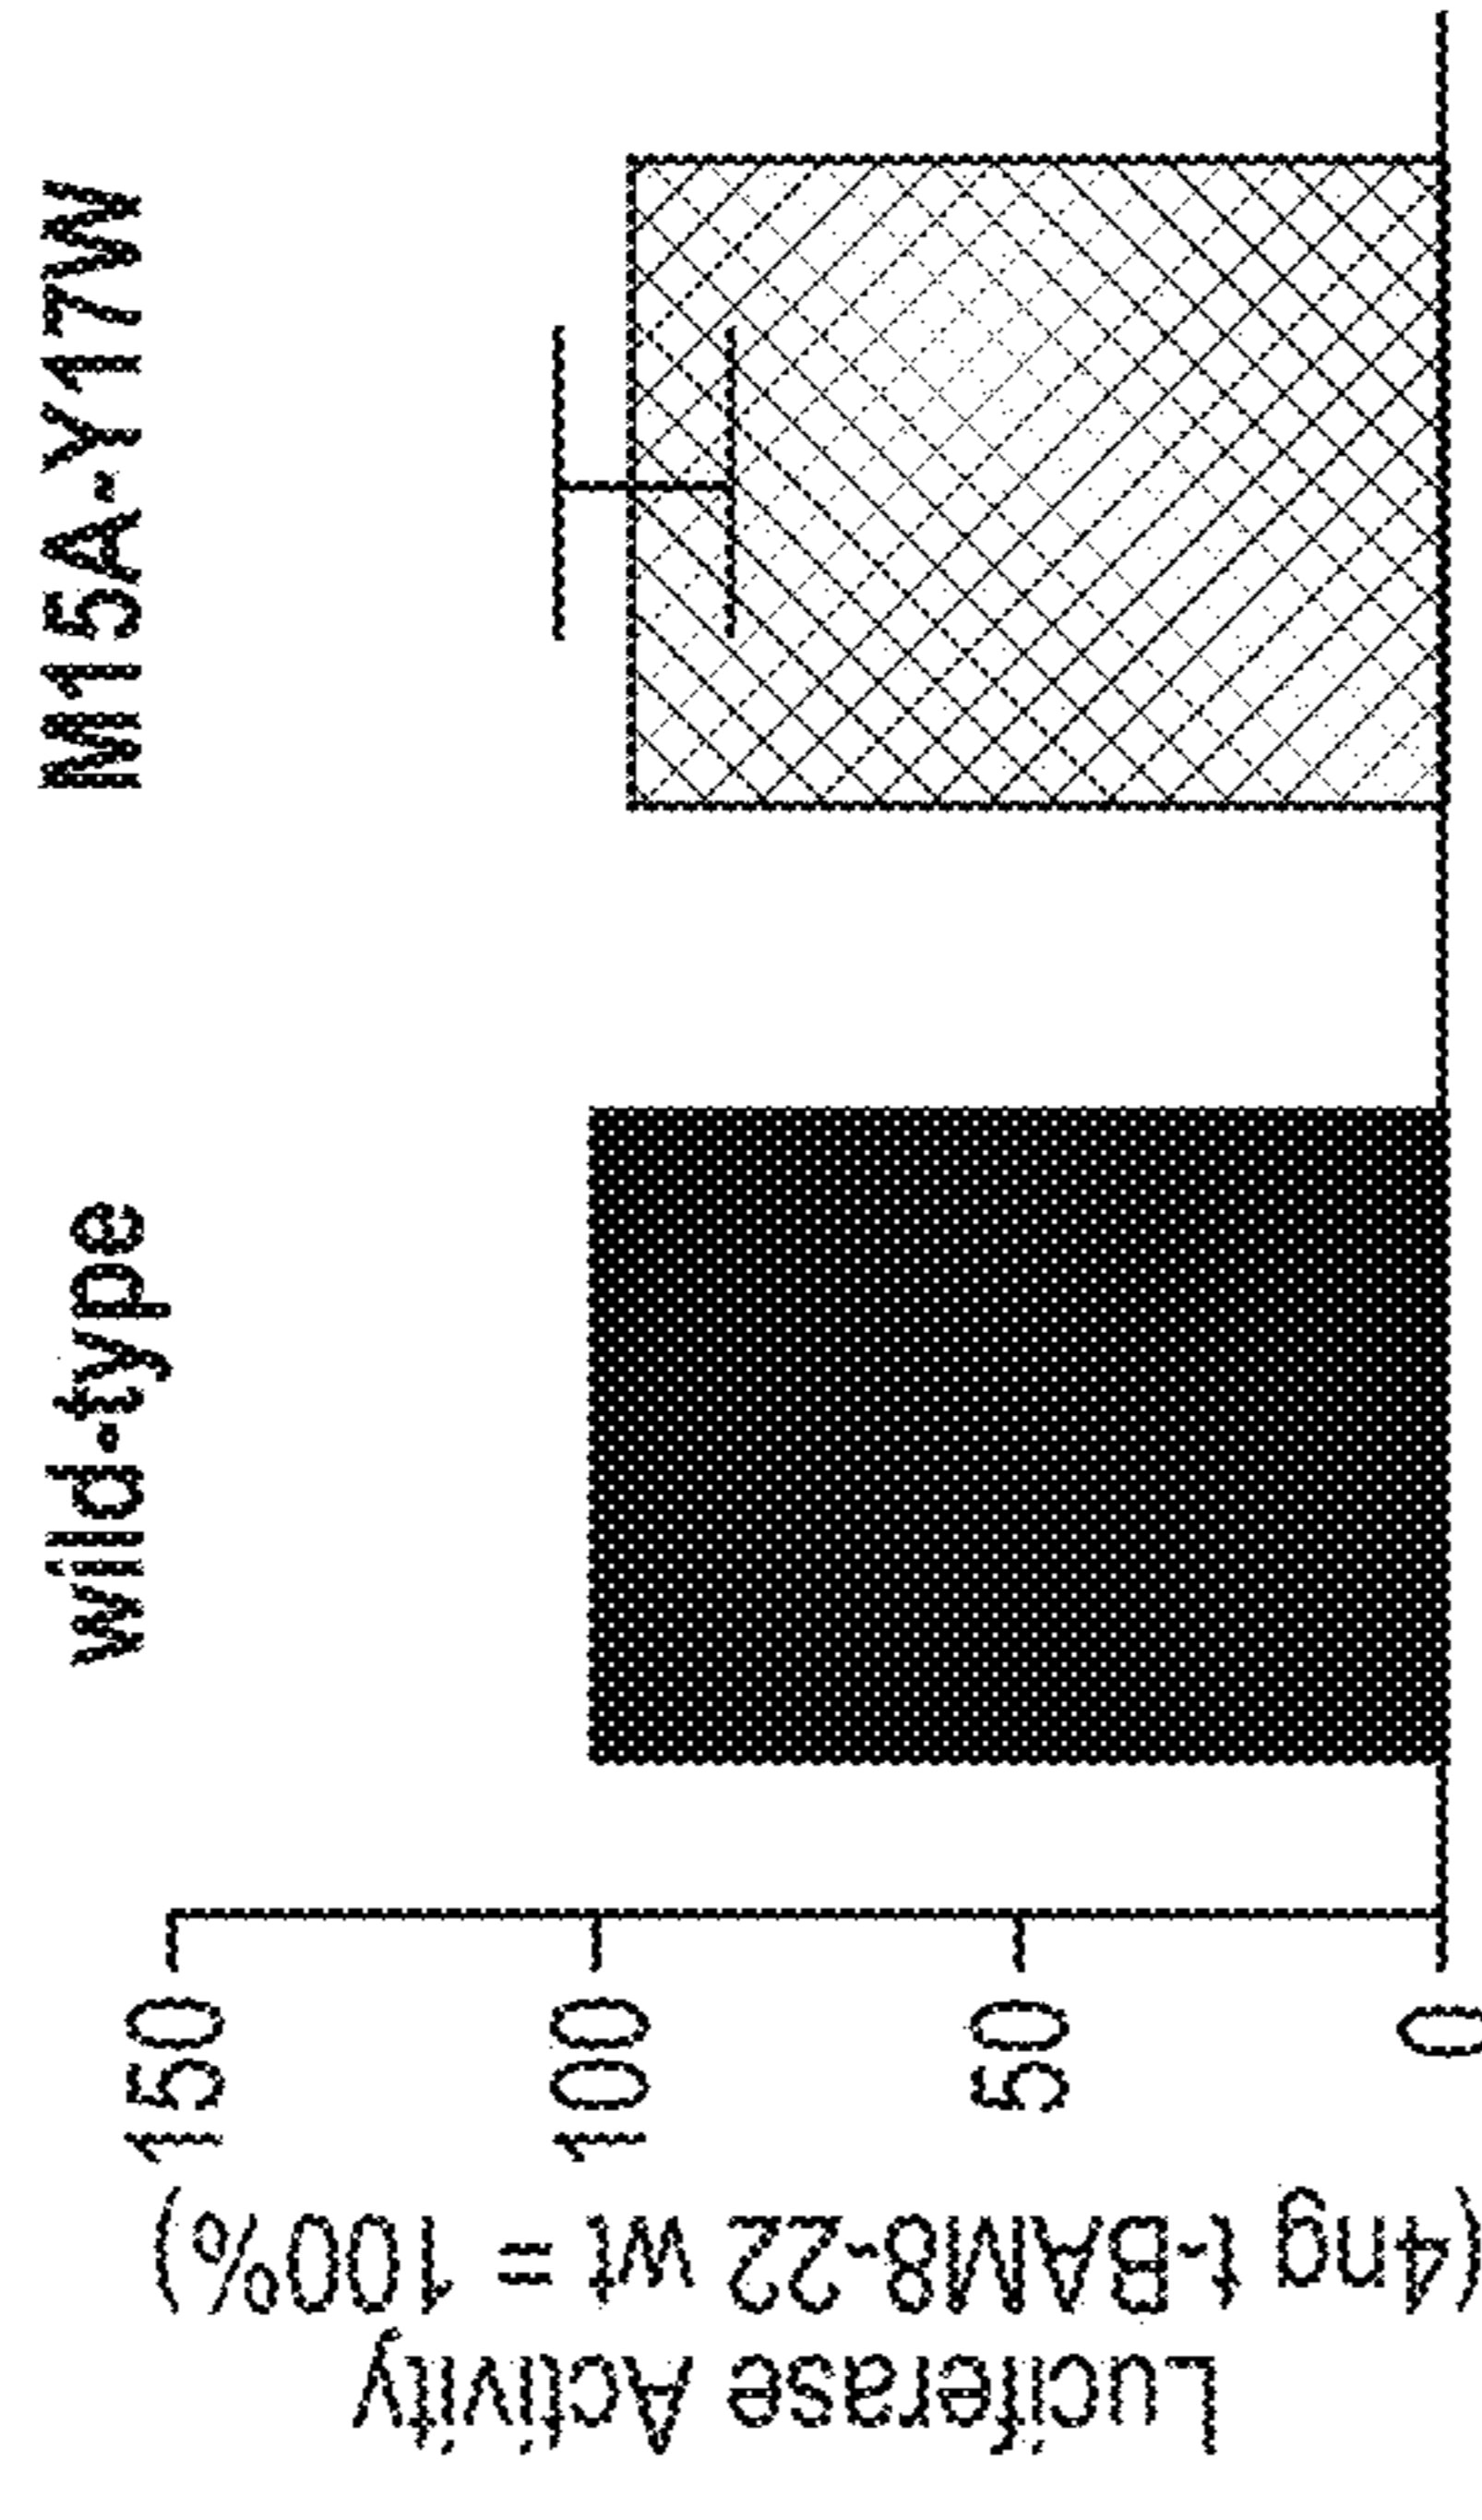 Luciferase Activity
(4ng t-BAM8-22 wt = 100%)
150
100
50
0
wild-type
M15A-Y17W